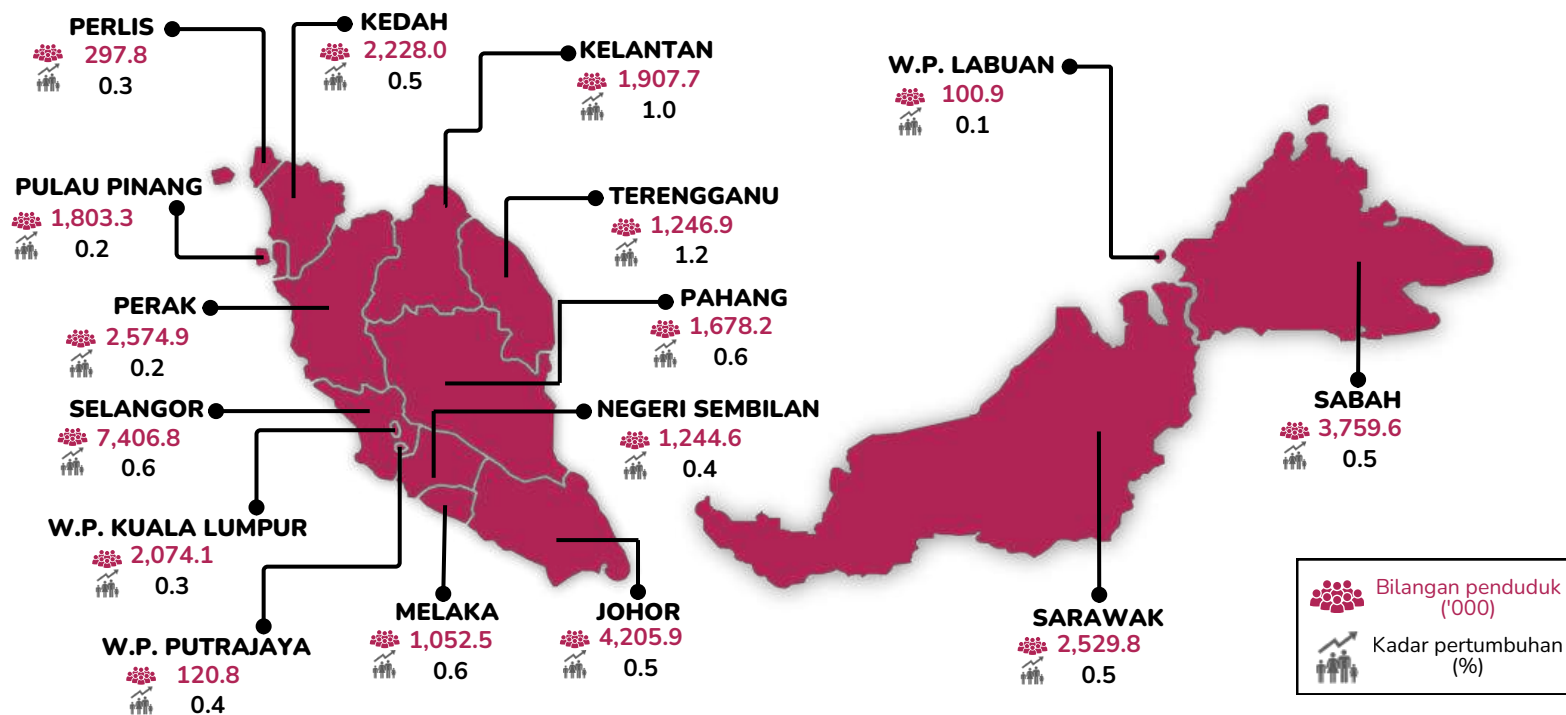 PERLIS
297.8
0.3
KEDAH
2,228.0
0.5
KELANTAN
1,907.7
1.0
W.P. LABUAN
100.9
0.1
PULAU PINANG
1,803.3
0.2
TERENGGANU
1,246.9
1.2
PERAK
2,574.9
0.2
PAHANG
1,678.2
0.6
SELANGOR
7,406.8
0.6
NEGERI SEMBILAN
1,244.6
0.4
SABAH
3,759.6
0.5
W.P. KUALA LUMPUR
2,074.1
0.3
W.P. PUTRAJAYA
120.8
0.4
MELAKA
1,052.5
0.6
JOHOR
4,205.9
0.5
SARAWAK
2,529.8
0.5
Bilangan penduduk
('000)
Kadar pertumbuhan
(%)